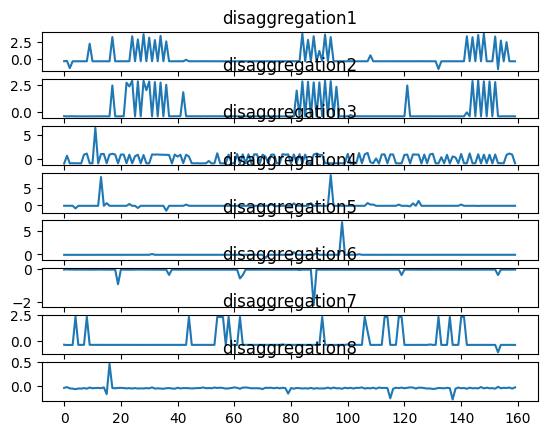 disaggregation1
2.5
0.0
disaggregation2
2.5
0.0
disaggregation3
5
0
disaggregation4
5
0
disaggregation5
5
0
disaggregation6
0
−2
disaggregation7
2.5
0.0
disaggregation8
0.5
0.0
0 20 40 60 80 100 120 140 160